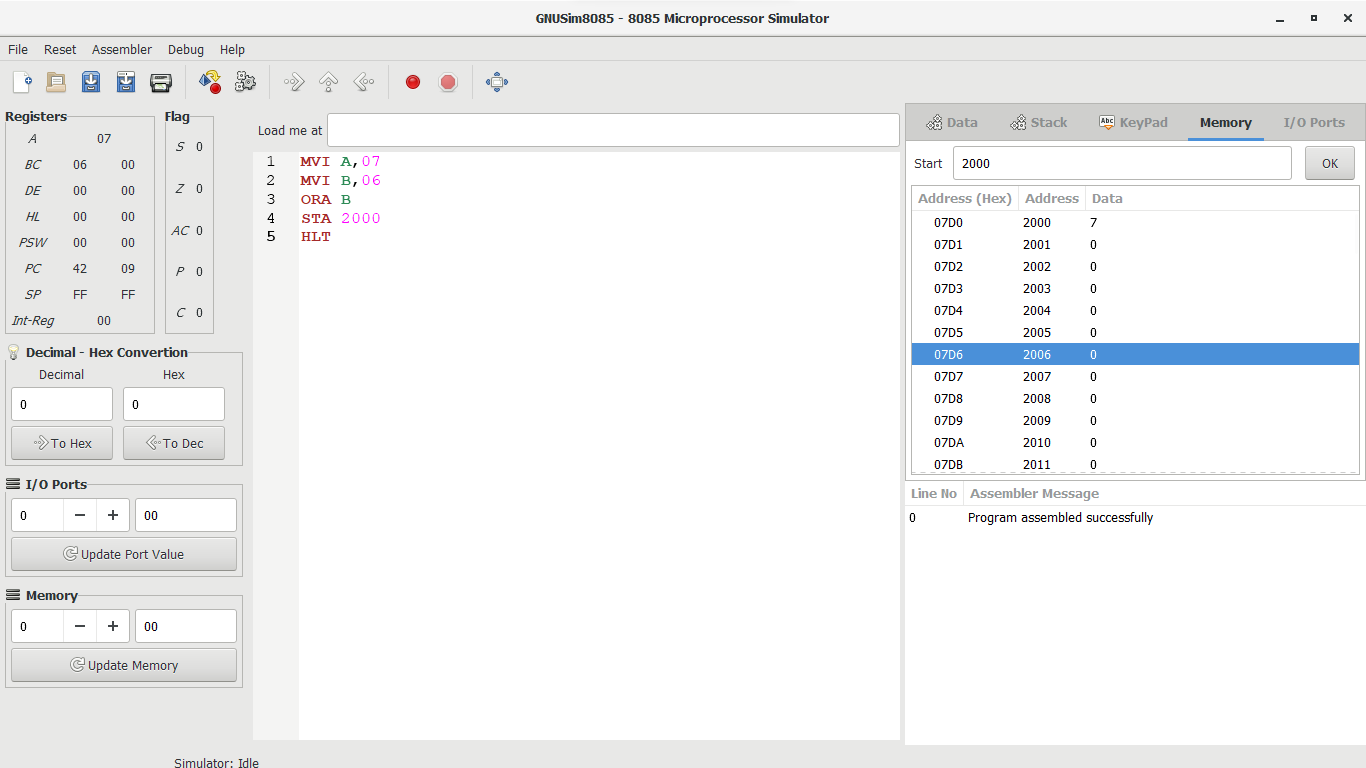 GNUSim8085 - 8085 Microprocessor Simulator
File Reset Assembler Debug Help
Registers
A 07
BC 06 00
DE 00 00
HL 00 00
PSW 00 00
PC 42 09
SP FF FF
Int-Reg 00
Flag
S 0
Z 0
AC 0
P 0
C 0
Decimal - Hex Convertion
Decimal Hex
0 0
To Hex To Dec
I/O Ports
0 − + 00
Update Port Value
Memory
0 − + 00
Update Memory
Load me at
1 MVI A,07
2 MVI B,06
3 ORA B
4 STA 2000
5 HLT
Data Stack Abc KeyPad Memory I/O Ports
Start 2000 OK
Address (Hex) Address Data
07D0 2000 7
07D1 2001 0
07D2 2002 0
07D3 2003 0
07D4 2004 0
07D5 2005 0
07D6 2006 0
07D7 2007 0
07D8 2008 0
07D9 2009 0
07DA 2010 0
07DB 2011 0
Line No Assembler Message
0 Program assembled successfully
Simulator: Idle